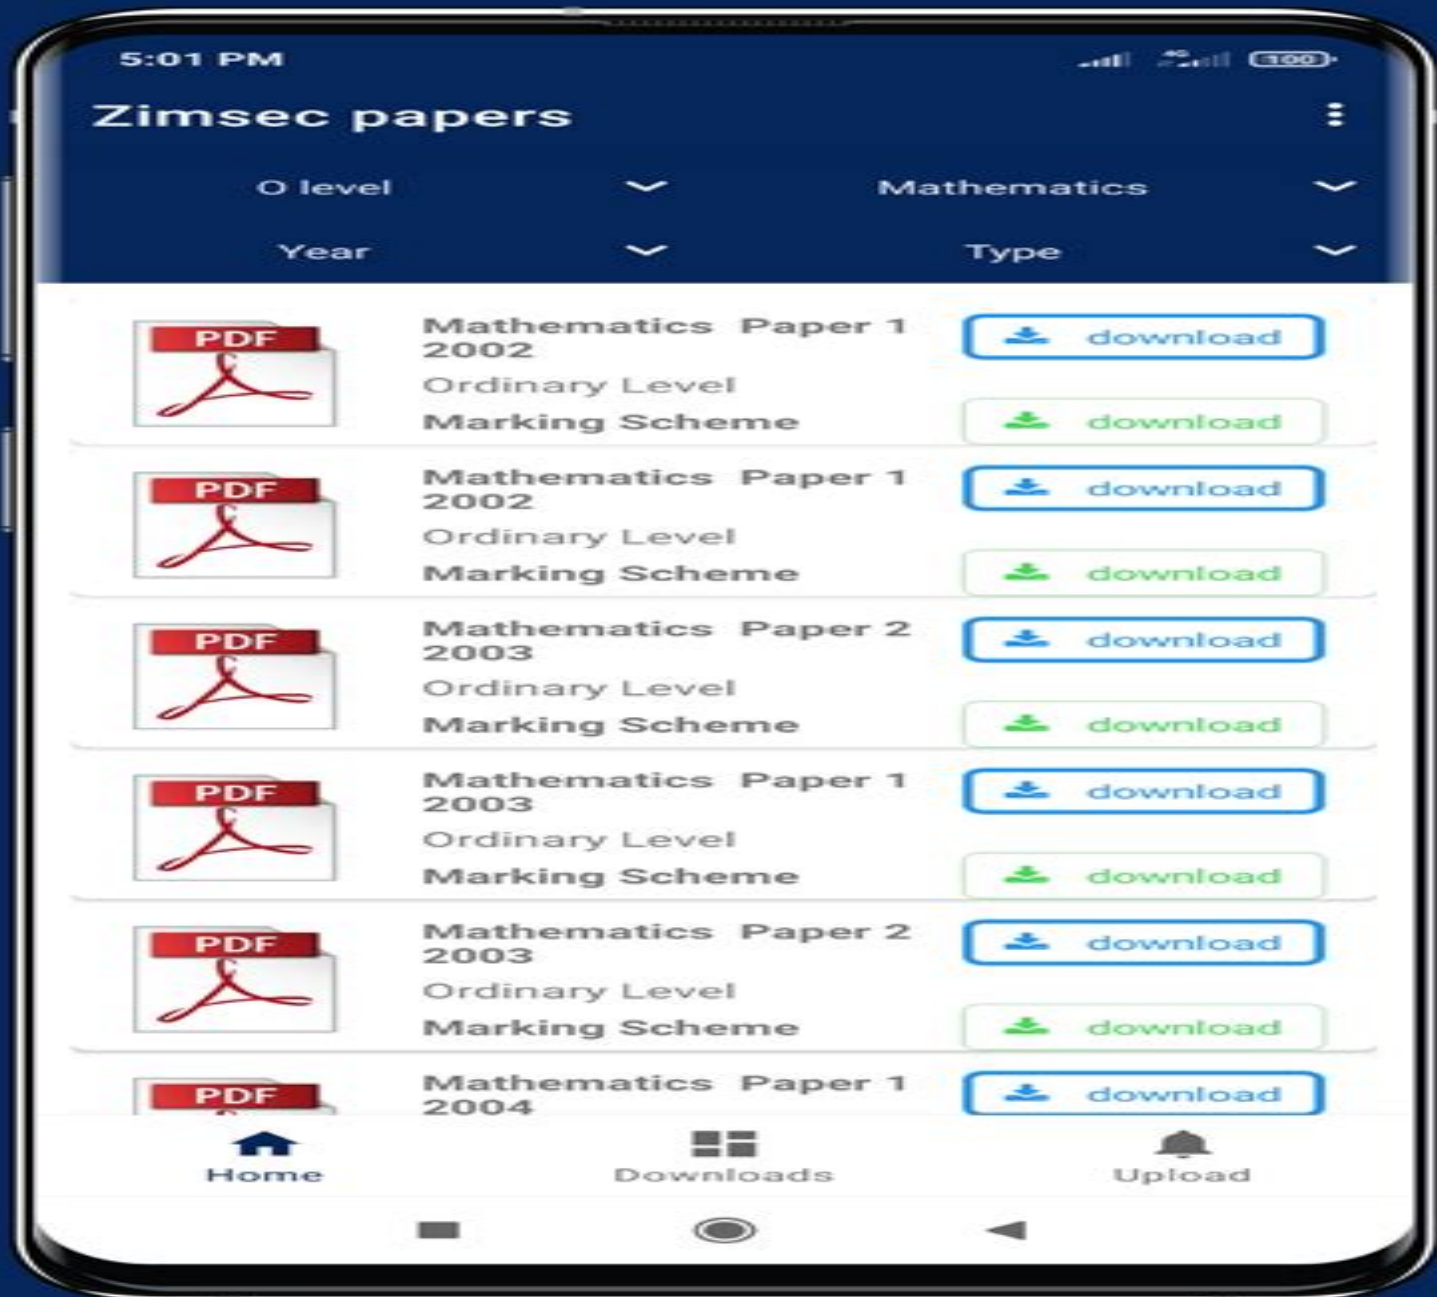 5:01 PM 4G 100
Zimsec papers
O level Mathematics
Year Type
PDF
Mathematics Paper 1
2002
download
Ordinary Level
Marking Scheme
download
PDF
Mathematics Paper 1
2002
download
Ordinary Level
Marking Scheme
download
PDF
Mathematics Paper 2
2003
download
Ordinary Level
Marking Scheme
download
PDF
Mathematics Paper 1
2003
download
Ordinary Level
Marking Scheme
download
PDF
Mathematics Paper 2
2003
download
Ordinary Level
Marking Scheme
download
PDF
Mathematics Paper 1
2004
download
Home Downloads Upload